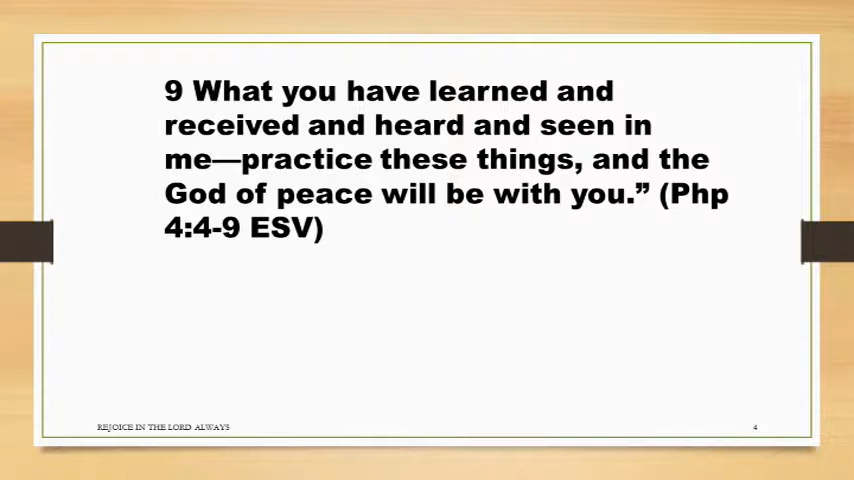 9 What you have learned and
received and heard and seen in
me—practice these things, and the
God of peace will be with you.” (Php
4:4-9 ESV)
REJOICE IN THE LORD ALWAYS
4